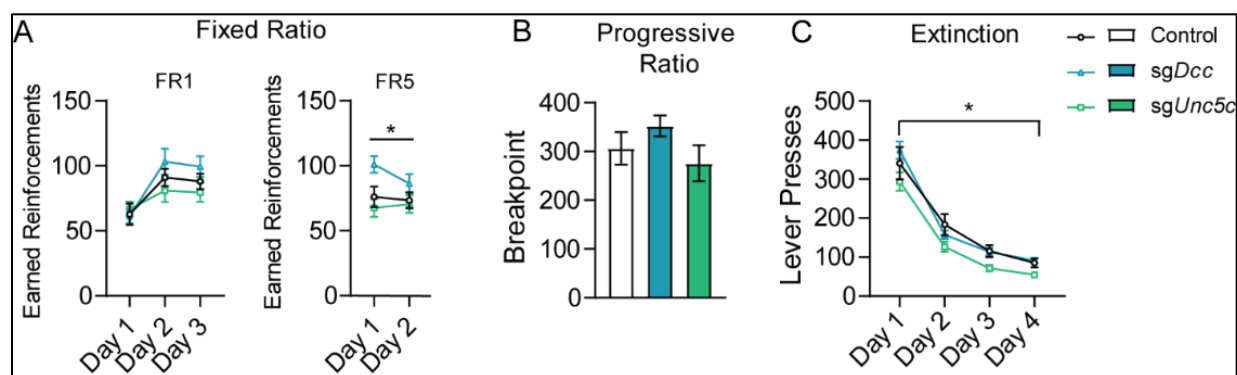 A
Fixed Ratio
FR1
FR5
Earned Reinforcements
150
100
50
0
Day 1
Day 2
Day 3
Earned Reinforcements
150
100
50
0
*
Day 1
Day 2
B
Progressive
Ratio
Breakpoint
400
300
200
100
0
C
Extinction
Lever Presses
500
400
300
200
100
0
*
Day 1
Day 2
Day 3
Day 4
Control
sgDcc
sgUnc5c